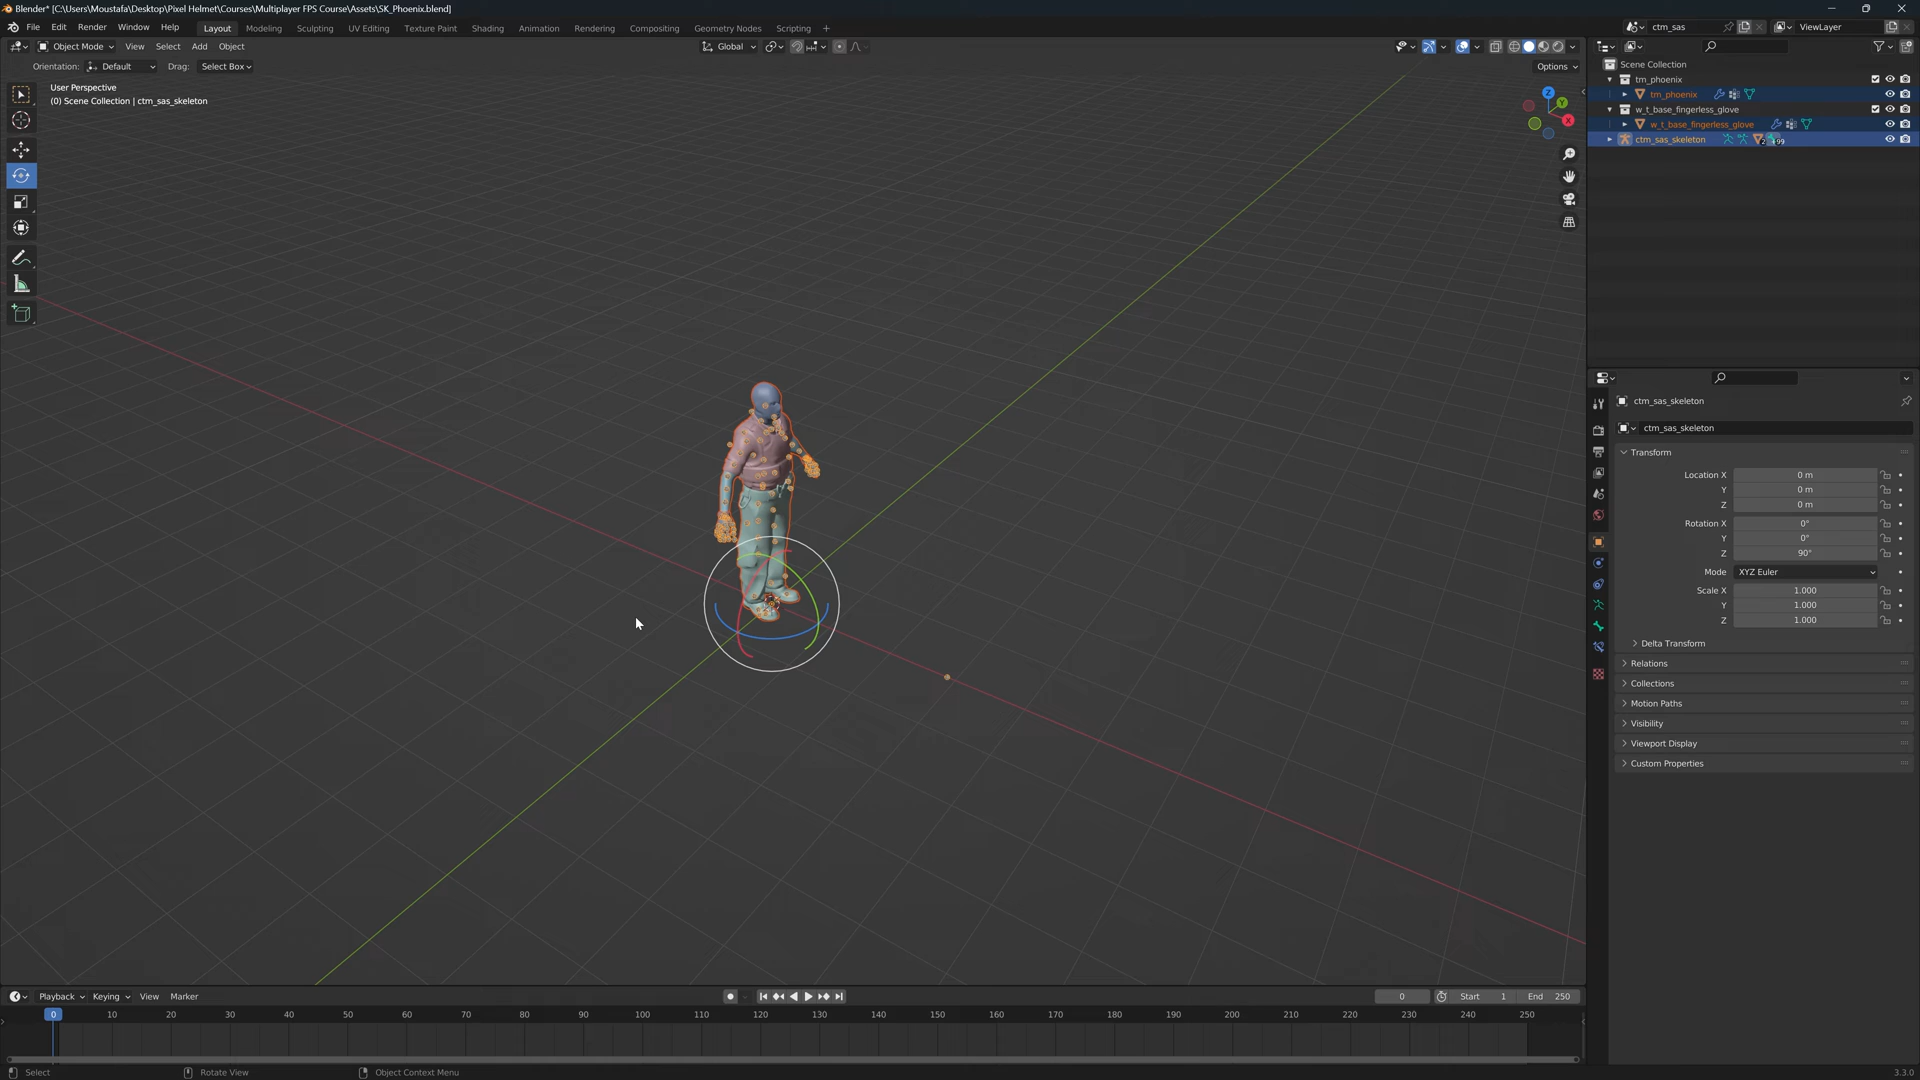 Blender* [C:\Users\Moustafa\Desktop\Pixel Helmet\Courses\Multiplayer FPS Course\Assets\SK_Phoenix.blend]
File Edit Render Window Help Layout Modeling Sculpting UV Editing Texture Paint Shading Animation Rendering Compositing Geometry Nodes Scripting +
ctm_sas ViewLayer
Object Mode View Select Add Object Global
Orientation: Default Drag: Select Box Options
User Perspective
(0) Scene Collection | ctm_sas_skeleton
Z
Y
X
Scene Collection
tm_phoenix
tm_phoenix
w_t_base_fingerless_glove
w_t_base_fingerless_glove
ctm_sas_skeleton 2 +99
ctm_sas_skeleton
ctm_sas_skeleton
Transform
Location X 0 m
Y 0 m
Z 0 m
Rotation X 0°
Y 0°
Z 90°
Mode XYZ Euler
Scale X 1.000
Y 1.000
Z 1.000
Delta Transform
Relations
Collections
Motion Paths
Visibility
Viewport Display
Custom Properties
Playback Keying View Marker 0 Start 1 End 250
0 10 20 30 40 50 60 70 80 90 100 110 120 130 140 150 160 170 180 190 200 210 220 230 240 250
Select Rotate View Object Context Menu 3.3.0